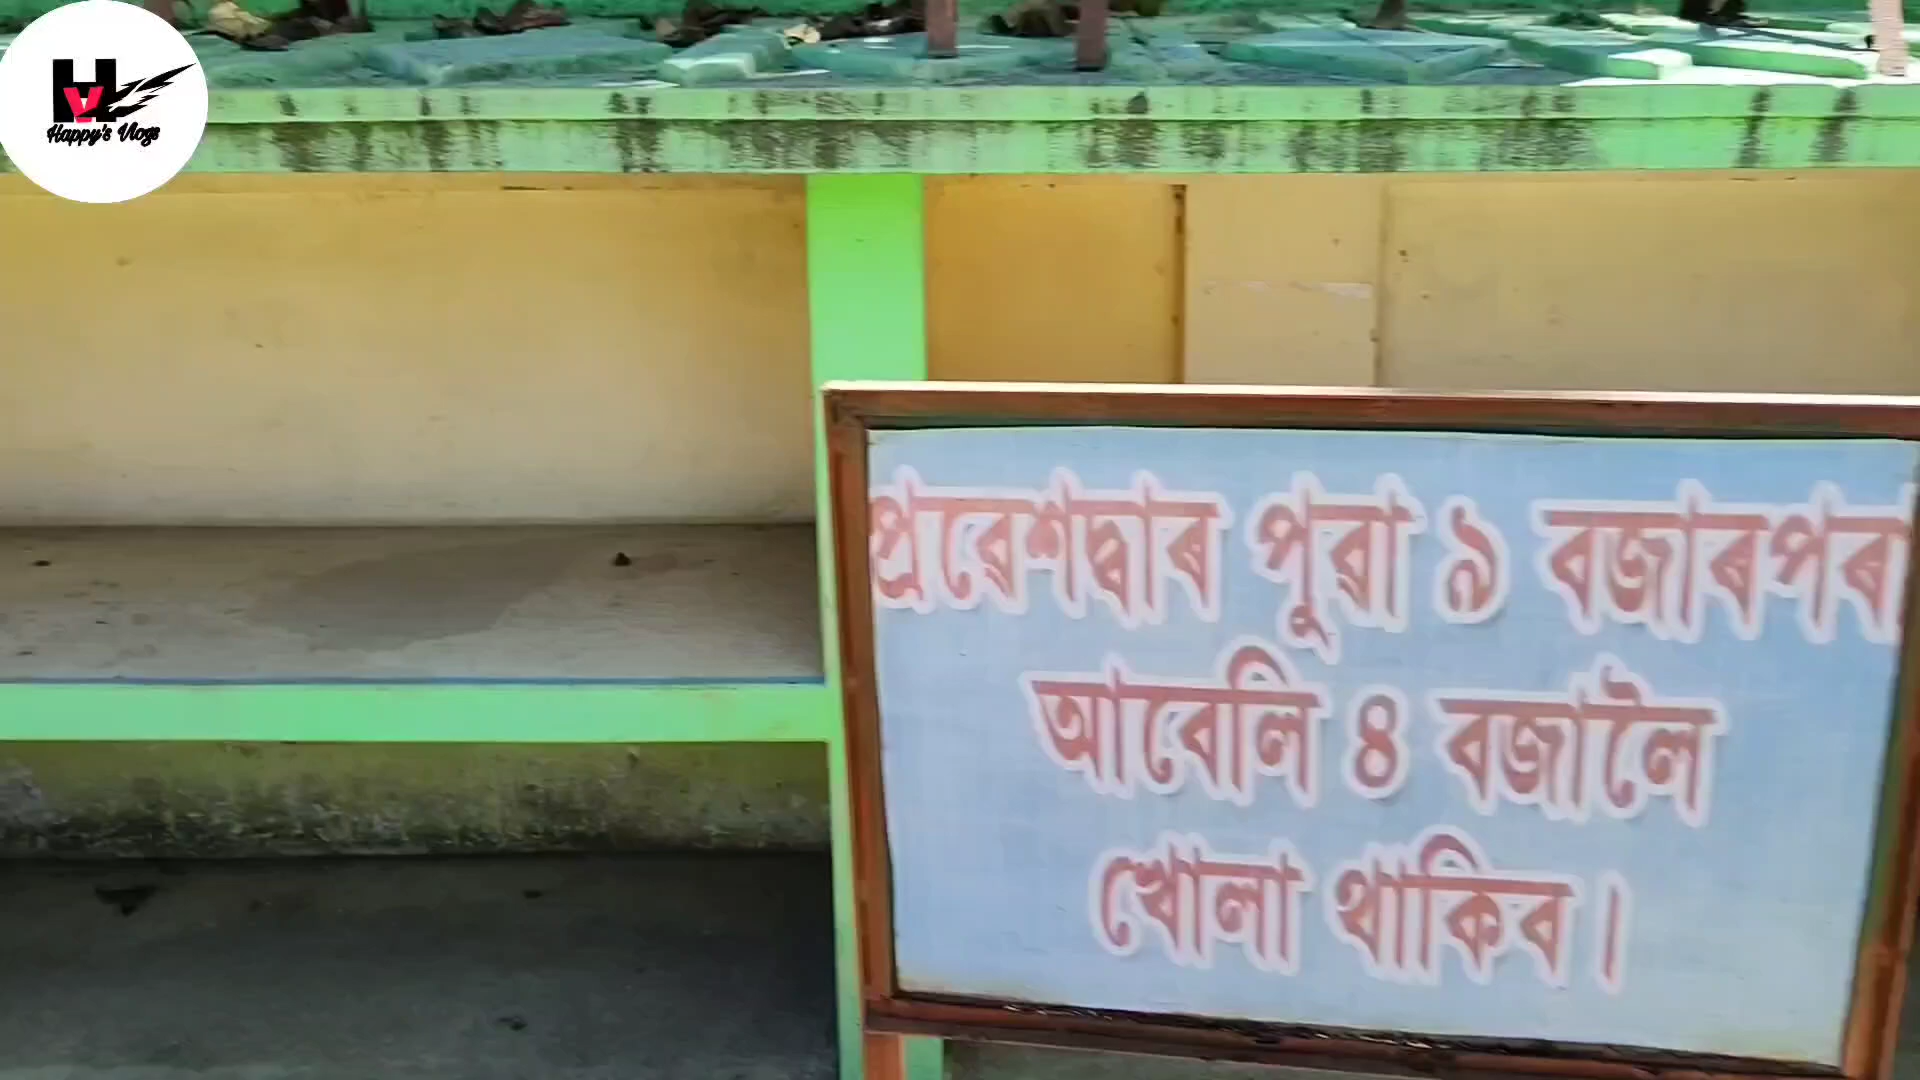 Happy's Vlogs
প্ৰৱেশদ্বাৰ পুৱা ৯ বজাৰপৰা
আবেলি ৪ বজালৈ
খোলা থাকিব।